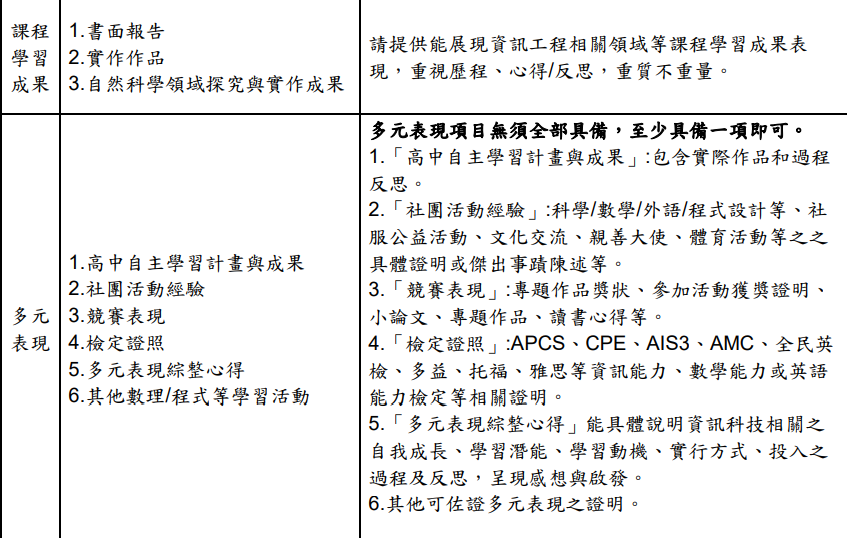 課程
學習
成果
1.書面報告
2.實作作品
3.自然科學領域探究與實作成果
請提供能展現資訊工程相關領域等課程學習成果表
現，重視歷程、心得/反思，重質不重量。
多元
表現
1.高中自主學習計畫與成果
2.社團活動經驗
3.競賽表現
4.檢定證照
5.多元表現綜整心得
6.其他數理/程式等學習活動
多元表現項目無須全部具備，至少具備一項即可。
1.「高中自主學習計畫與成果」:包含實際作品和過程
反思。
2.「社團活動經驗」:科學/數學/外語/程式設計等、社
服公益活動、文化交流、親善大使、體育活動等之之
具體證明或傑出事蹟陳述等。
3.「競賽表現」:專題作品獎狀、參加活動獲獎證明、
小論文、專題作品、讀書心得等。
4.「檢定證照」:APCS、CPE、AIS3、AMC、全民英
檢、多益、托福、雅思等資訊能力、數學能力或英語
能力檢定等相關證明。
5.「多元表現綜整心得」能具體說明資訊科技相關之
自我成長、學習潛能、學習動機、實行方式、投入之
過程及反思，呈現感想與啟發。
6.其他可佐證多元表現之證明。